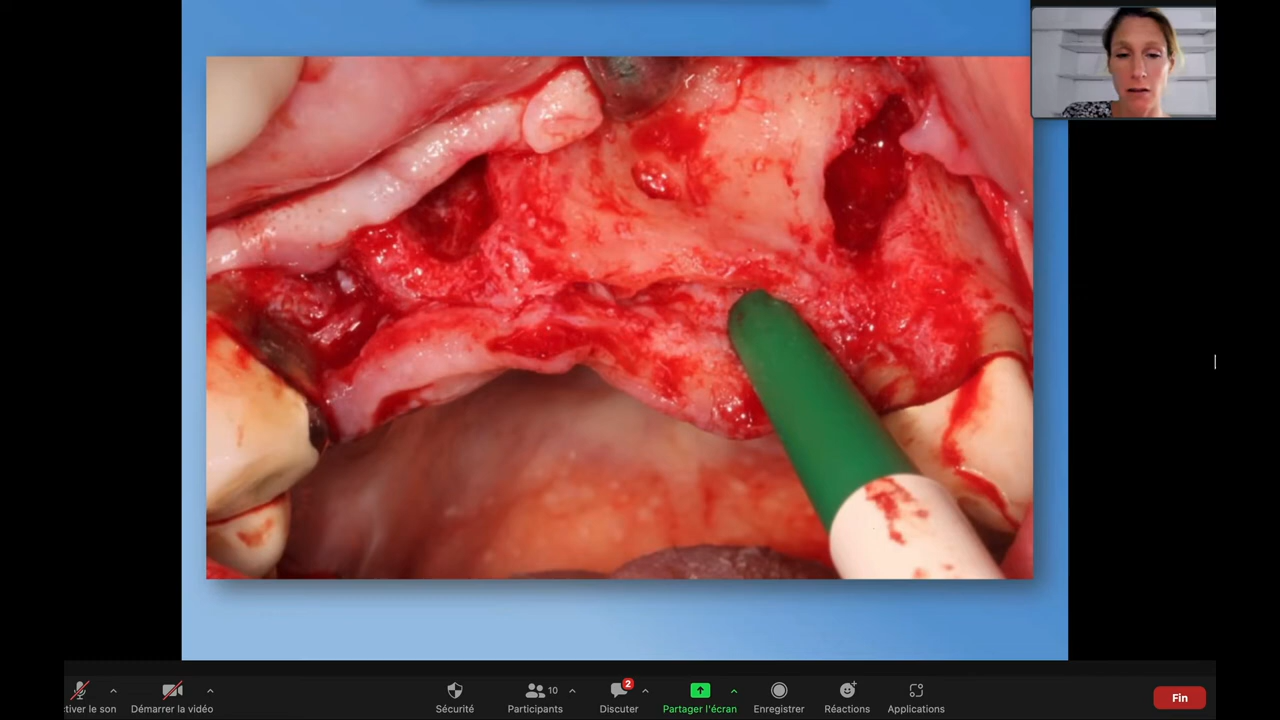 10
2
tiver le son
Démarrer la vidéo
Sécurité
Participants
Discuter
Partager l'écran
Enregistrer
Réactions
Applications
Fin